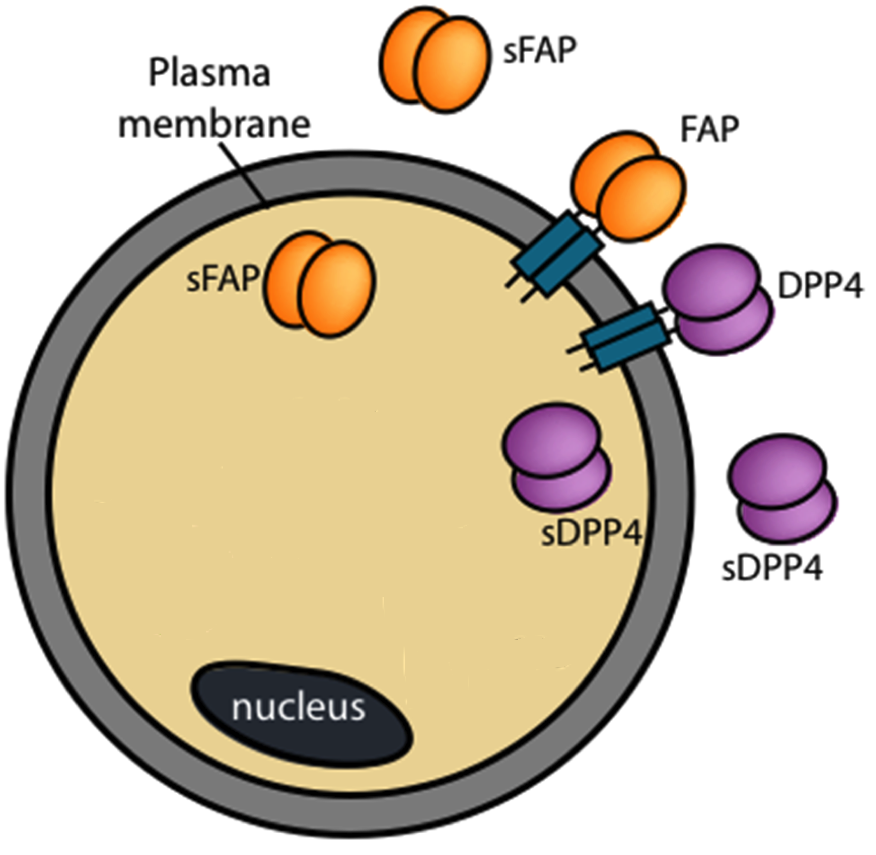 sFAP
Plasma
membrane
FAP
sFAP
DPP4
sDPP4
sDPP4
nucleus